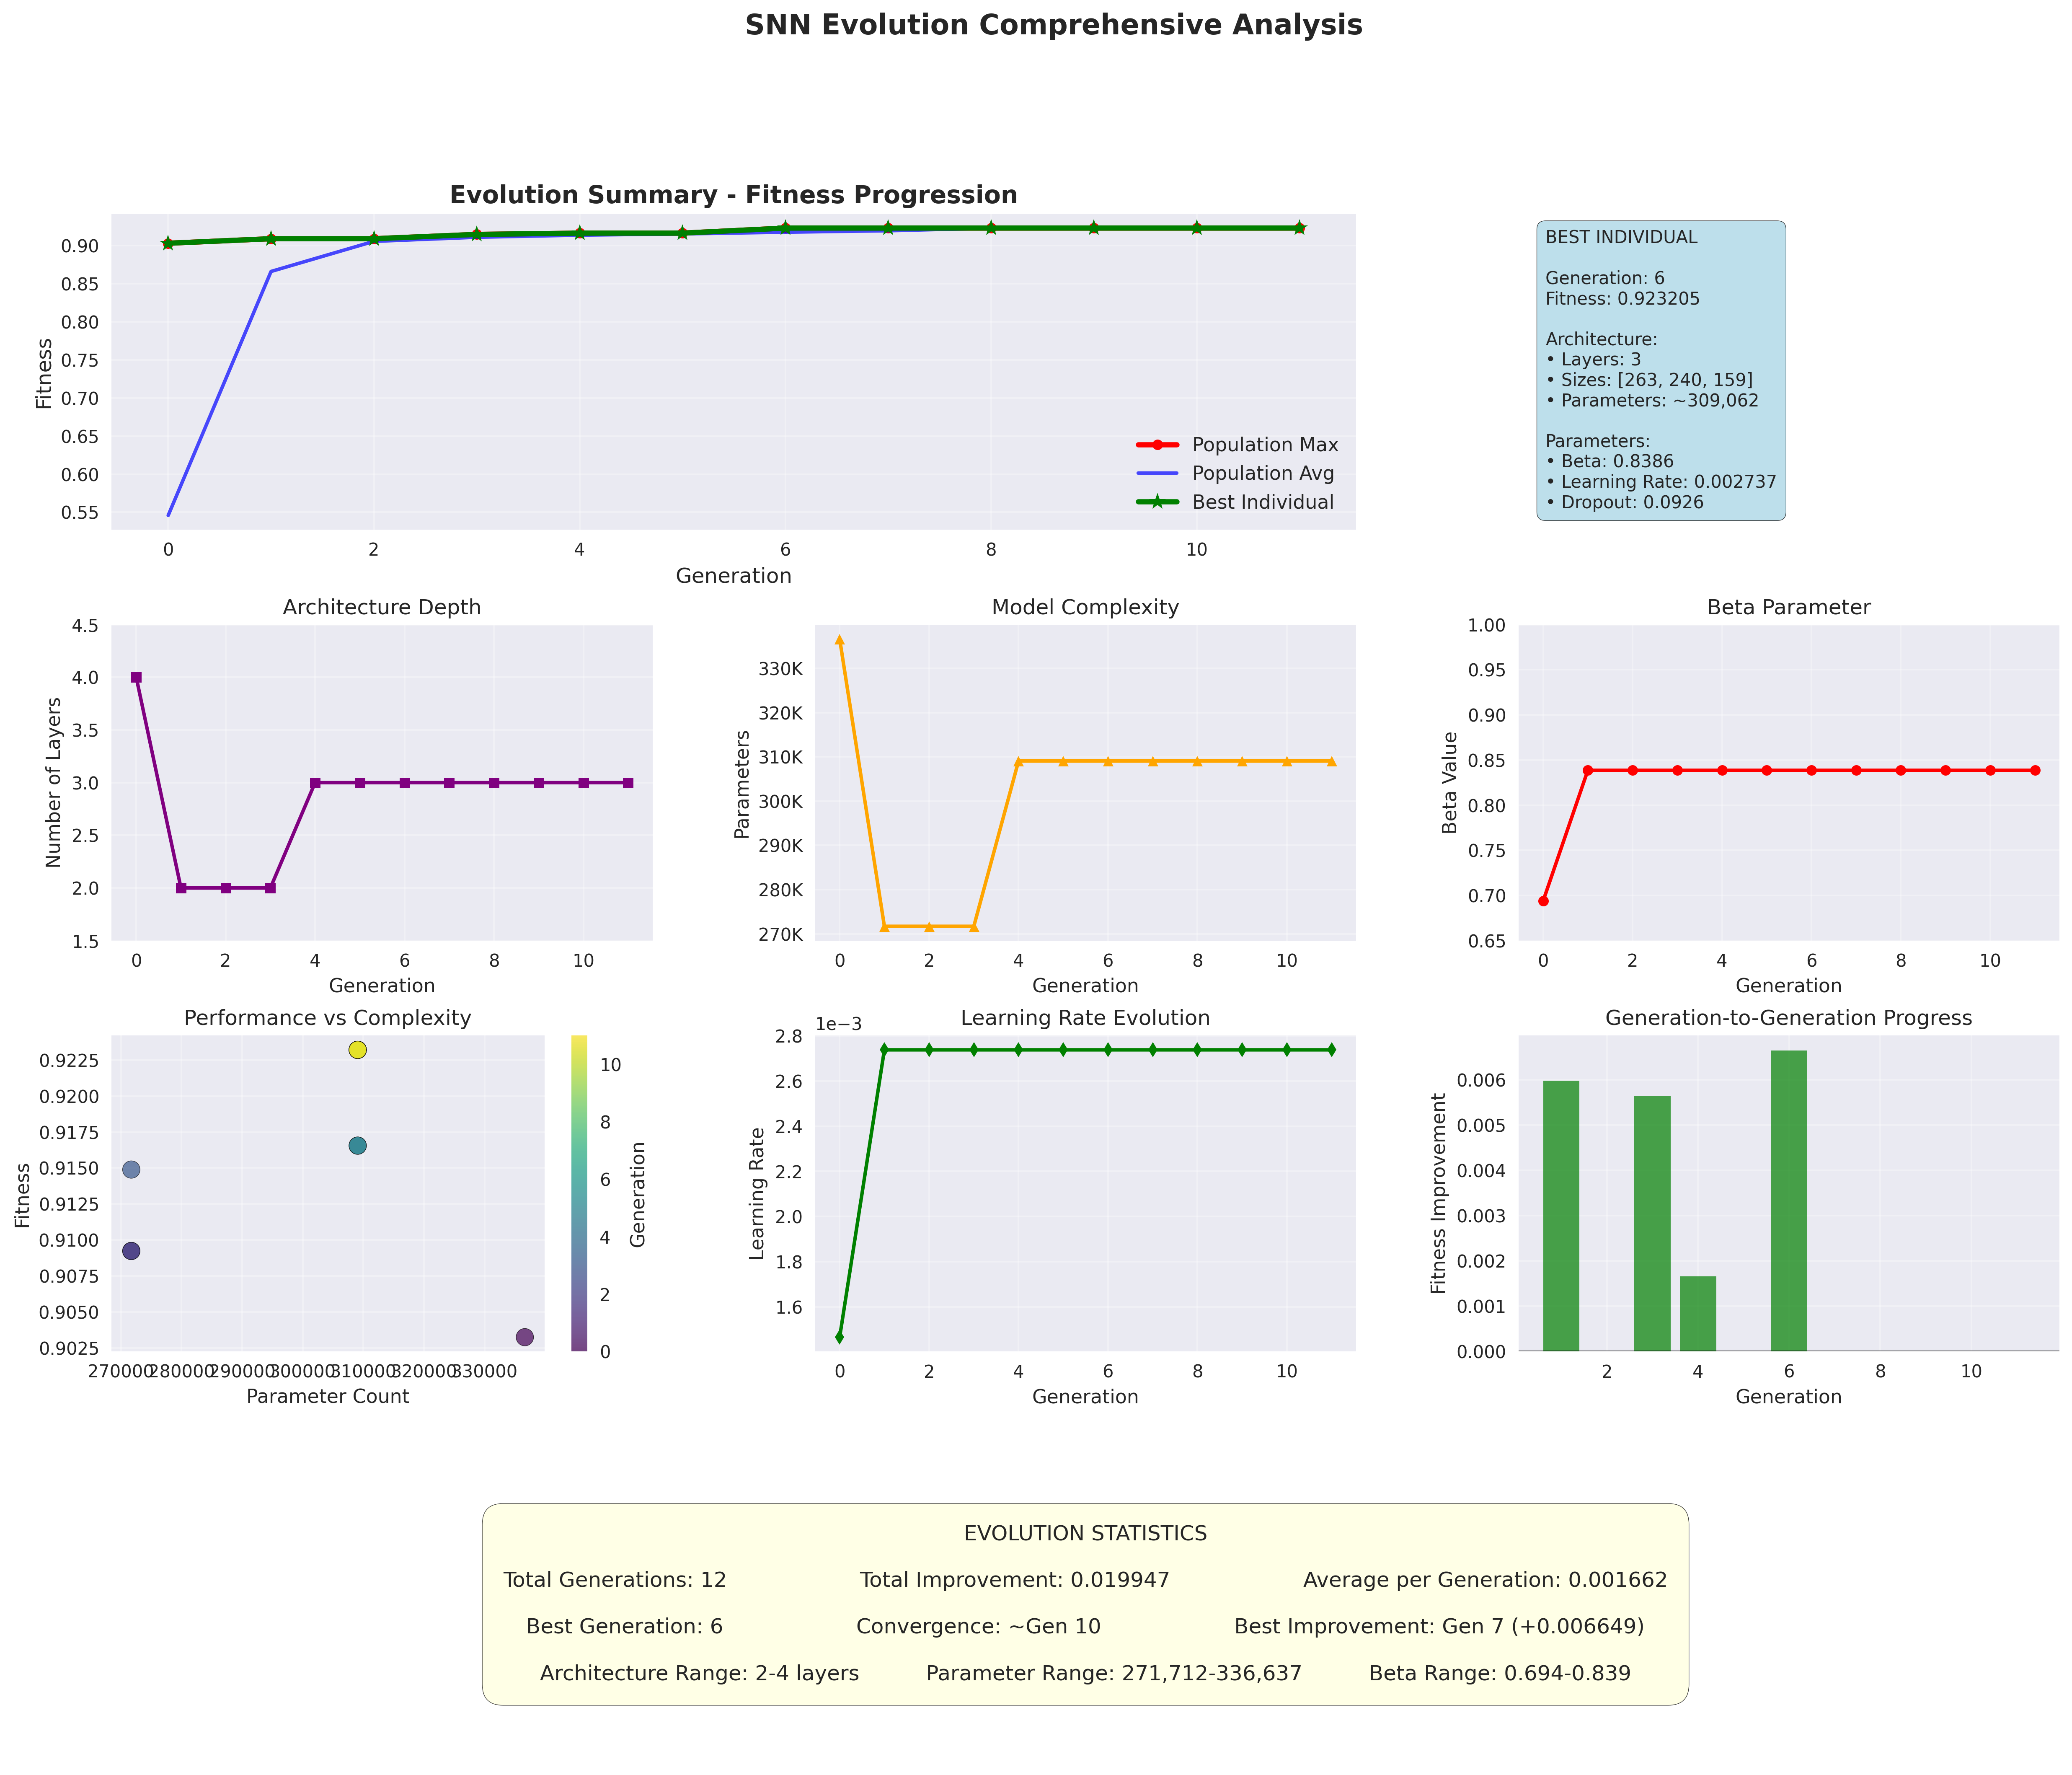 SNN Evolution Comprehensive Analysis
Evolution Summary - Fitness Progression
Fitness
0.90
0.85
0.80
0.75
0.70
0.65
0.60
0.55
0 2 4 6 8 10
Generation
Population Max
Population Avg
Best Individual
BEST INDIVIDUAL
Generation: 6
Fitness: 0.923205
Architecture:
• Layers: 3
• Sizes: [263, 240, 159]
• Parameters: ~309,062
Parameters:
• Beta: 0.8386
• Learning Rate: 0.002737
• Dropout: 0.0926
Architecture Depth
Number of Layers
4.5
4.0
3.5
3.0
2.5
2.0
1.5
0 2 4 6 8 10
Generation
Model Complexity
Parameters
330K
320K
310K
300K
290K
280K
270K
0 2 4 6 8 10
Generation
Beta Parameter
Beta Value
1.00
0.95
0.90
0.85
0.80
0.75
0.70
0.65
0 2 4 6 8 10
Generation
Performance vs Complexity
Fitness
0.9225
0.9200
0.9175
0.9150
0.9125
0.9100
0.9075
0.9050
0.9025
270000 280000 290000 300000 310000 320000 330000
Parameter Count
10
8
6
4
2
0
Generation
Learning Rate Evolution
1e−3
Learning Rate
2.8
2.6
2.4
2.2
2.0
1.8
1.6
0 2 4 6 8 10
Generation
Generation-to-Generation Progress
Fitness Improvement
0.006
0.005
0.004
0.003
0.002
0.001
0.000
2 4 6 8 10
Generation
EVOLUTION STATISTICS
Total Generations: 12 Total Improvement: 0.019947 Average per Generation: 0.001662
Best Generation: 6 Convergence: ~Gen 10 Best Improvement: Gen 7 (+0.006649)
Architecture Range: 2-4 layers Parameter Range: 271,712-336,637 Beta Range: 0.694-0.839